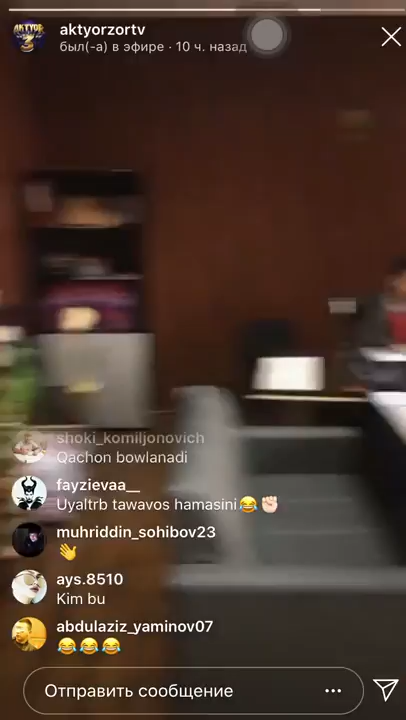 aktyorzortv
был(-а) в эфире · 10 ч. назад
shoki_komiljonovich
Qachon bowlanadi
fayzievaa__
Uyaltrb tawavos hamasini😂✊🏻
muhriddin_sohibov23
👋
ays.8510
Kim bu
abdulaziz_yaminov07
😂😂😂
Отправить сообщение